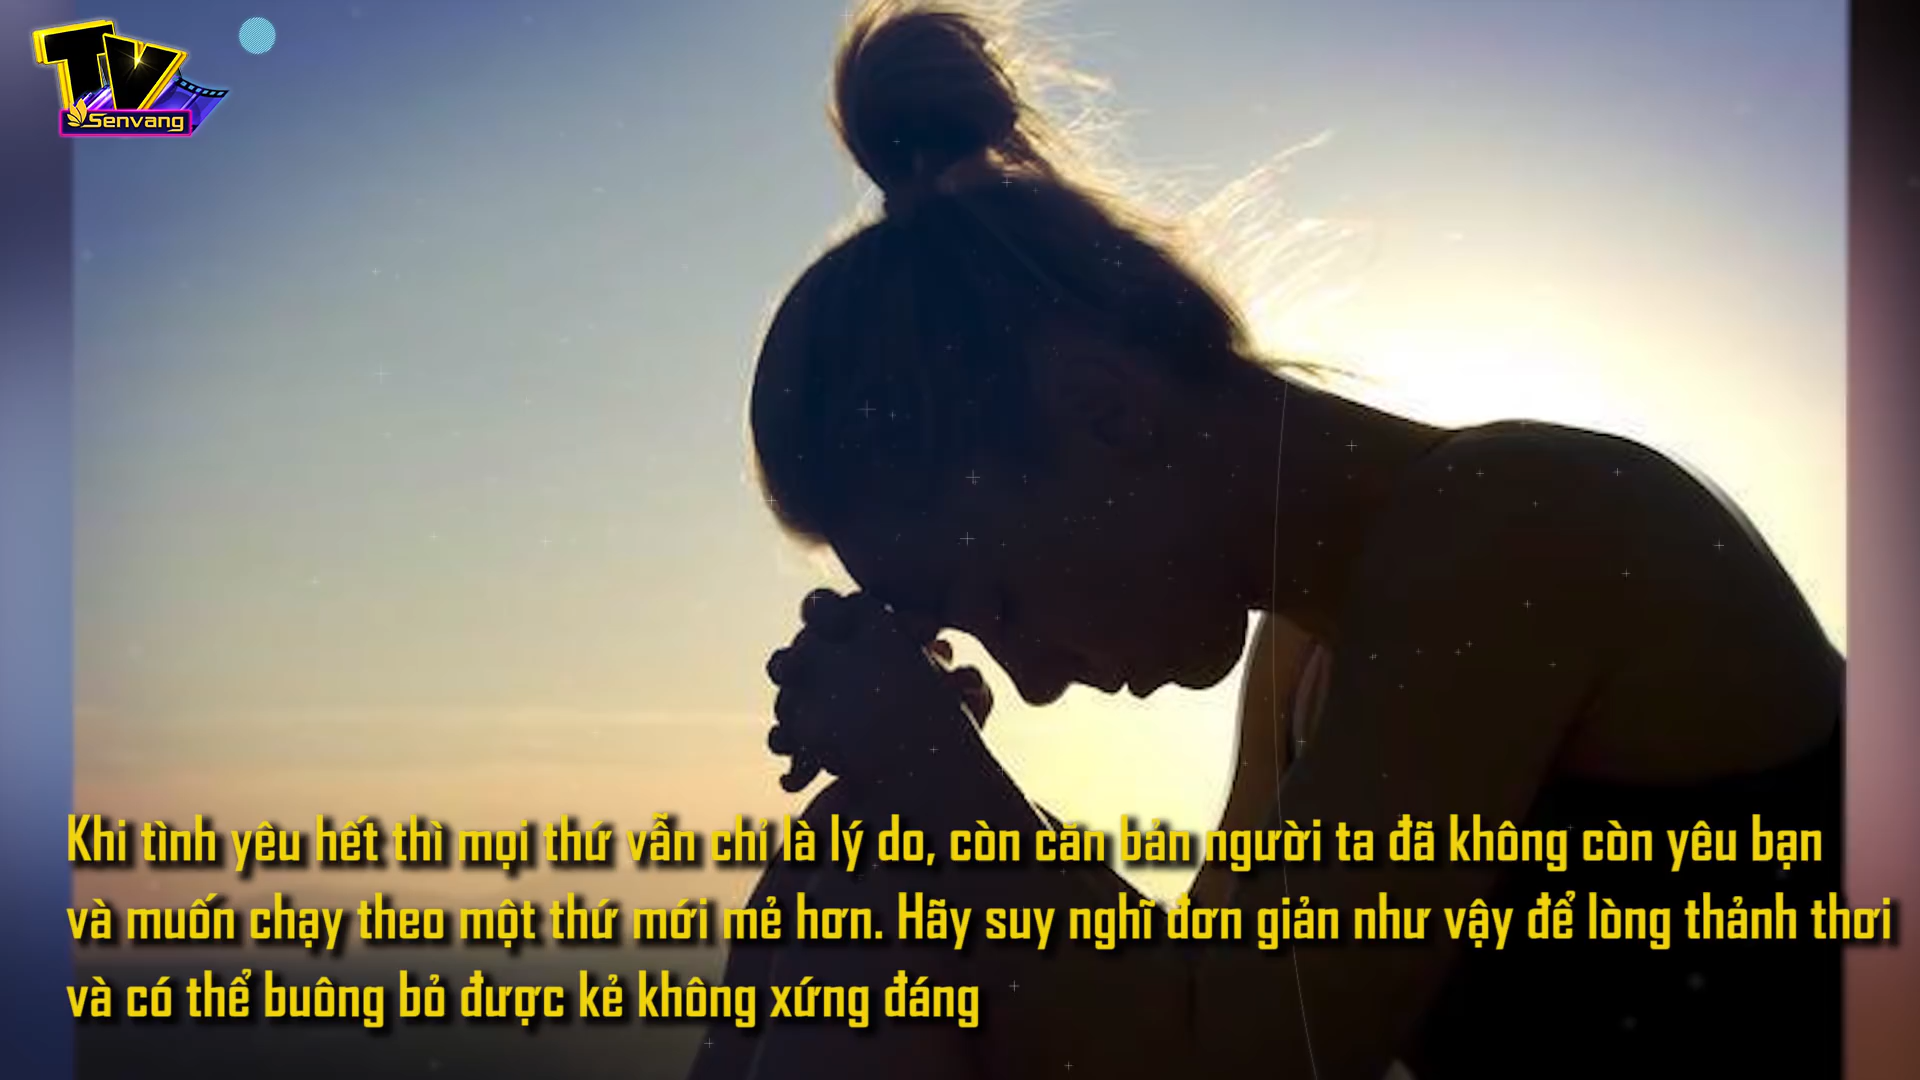 TV
Senvang
Khi tình yêu hết thì mọi thứ vẫn chỉ là lý do, còn căn bản người ta đã không còn yêu bạn
và muốn chạy theo một thứ mới mẻ hơn. Hãy suy nghĩ đơn giản như vậy để lòng thảnh thơi
và có thể buông bỏ được kẻ không xứng đáng